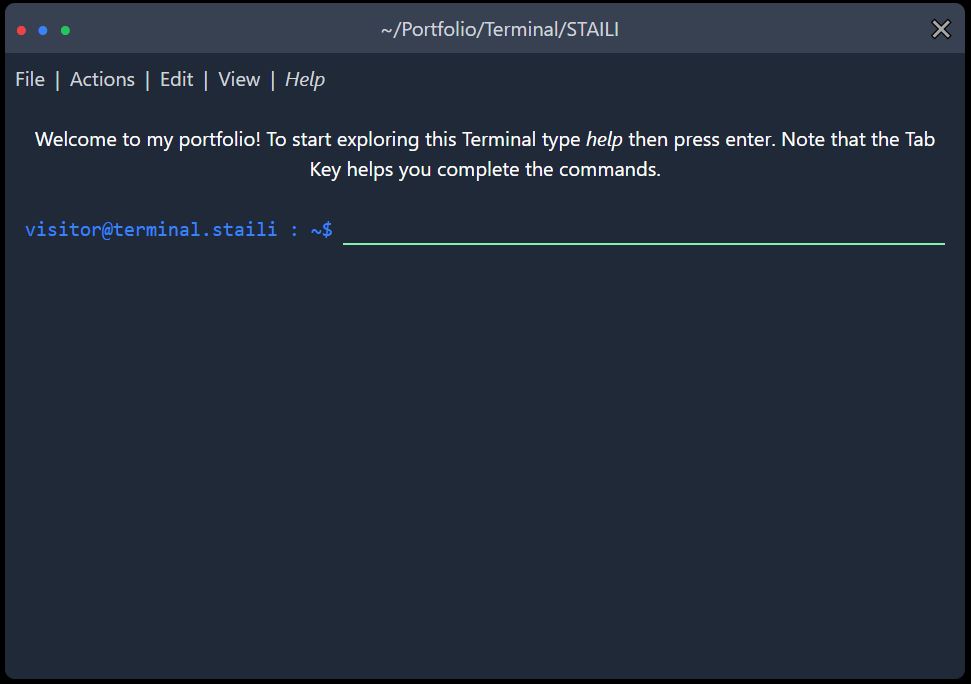 ~/Portfolio/Terminal/STAILI
File | Actions | Edit | View | Help
Welcome to my portfolio! To start exploring this Terminal type help then press enter. Note that the Tab
Key helps you complete the commands.
visitor@terminal.staili : ~$